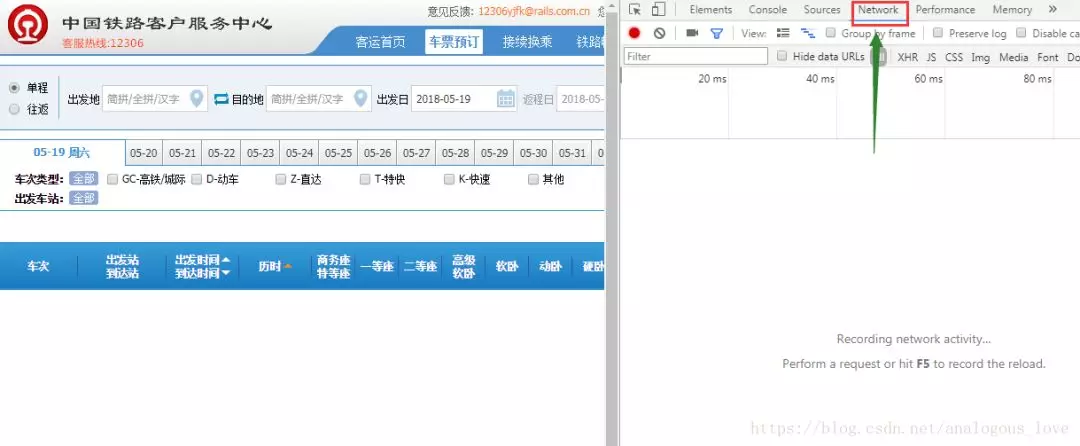 中国铁路客户服务中心
客服热线:12306
意见反馈: 12306yjfk@rails.com.cn
客运首页 车票预订 接续换乘
单程
往返
出发地 简拼/全拼/汉字 目的地 简拼/全拼/汉字 出发日 2018-05-19 返程日 2018-05-
05-19 周六 05-20 05-21 05-22 05-23 05-24 05-25 05-26 05-27 05-28 05-29 05-30 05-31
车次类型: 全部 GC-高铁/城际 D-动车 Z-直达 T-特快 K-快速 其他
出发车站: 全部
车次 出发站 出发时间 历时 商务座 一等座 二等座 高级 软卧 动卧 硬卧
到达站 到达时间 特等座 软卧
Elements Console Sources Network Performance Memory
View: Group by frame Preserve log Disable ca
Filter Hide data URLs XHR JS CSS Img Media Font Do
20 ms 40 ms 60 ms 80 ms
Recording network activity...
Perform a request or hit F5 to record the reload.
https://blog.csdn.net/analogous_love